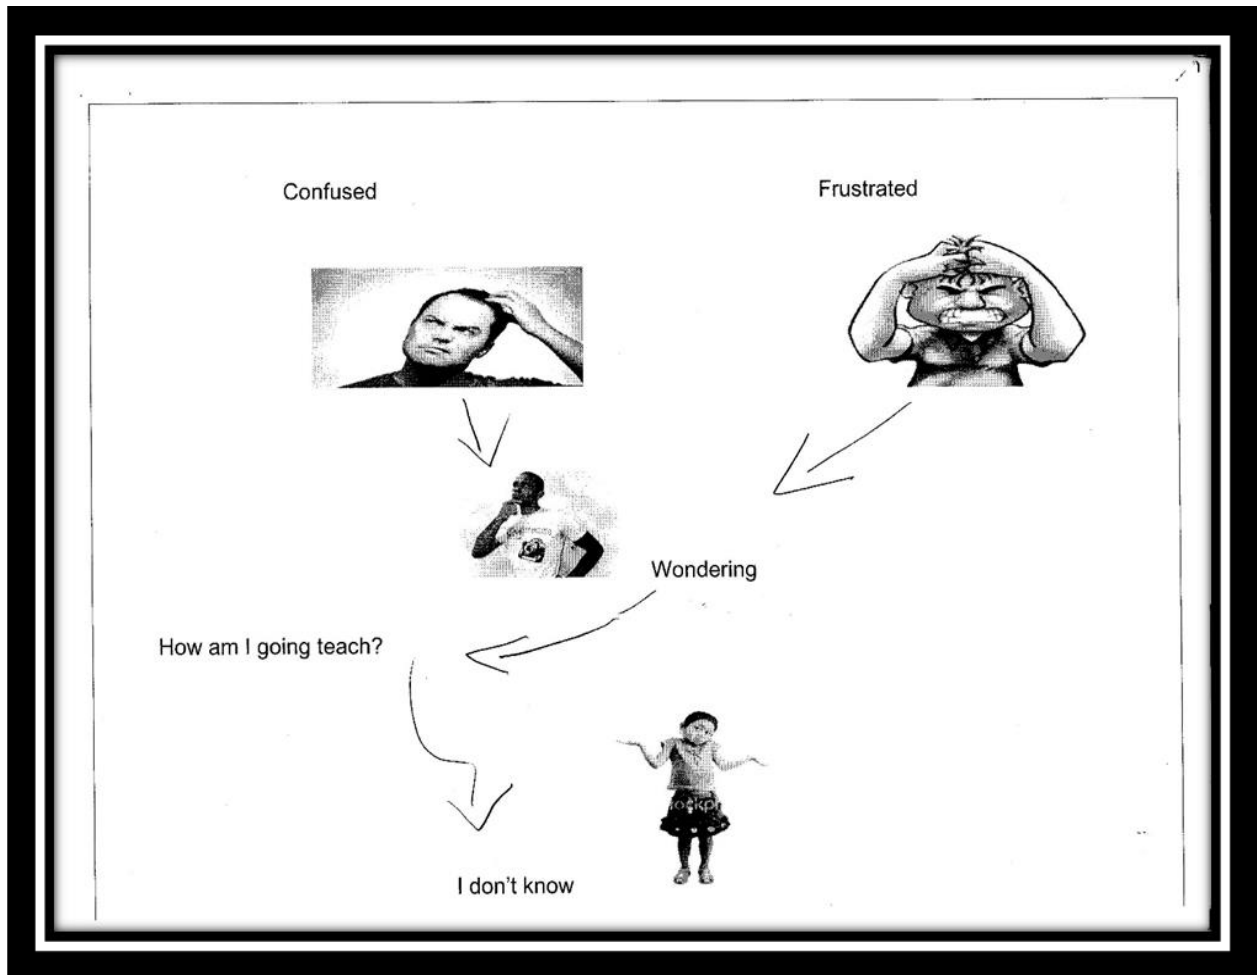 Confused
Frustrated
Wondering
How am I going teach?
I don't know